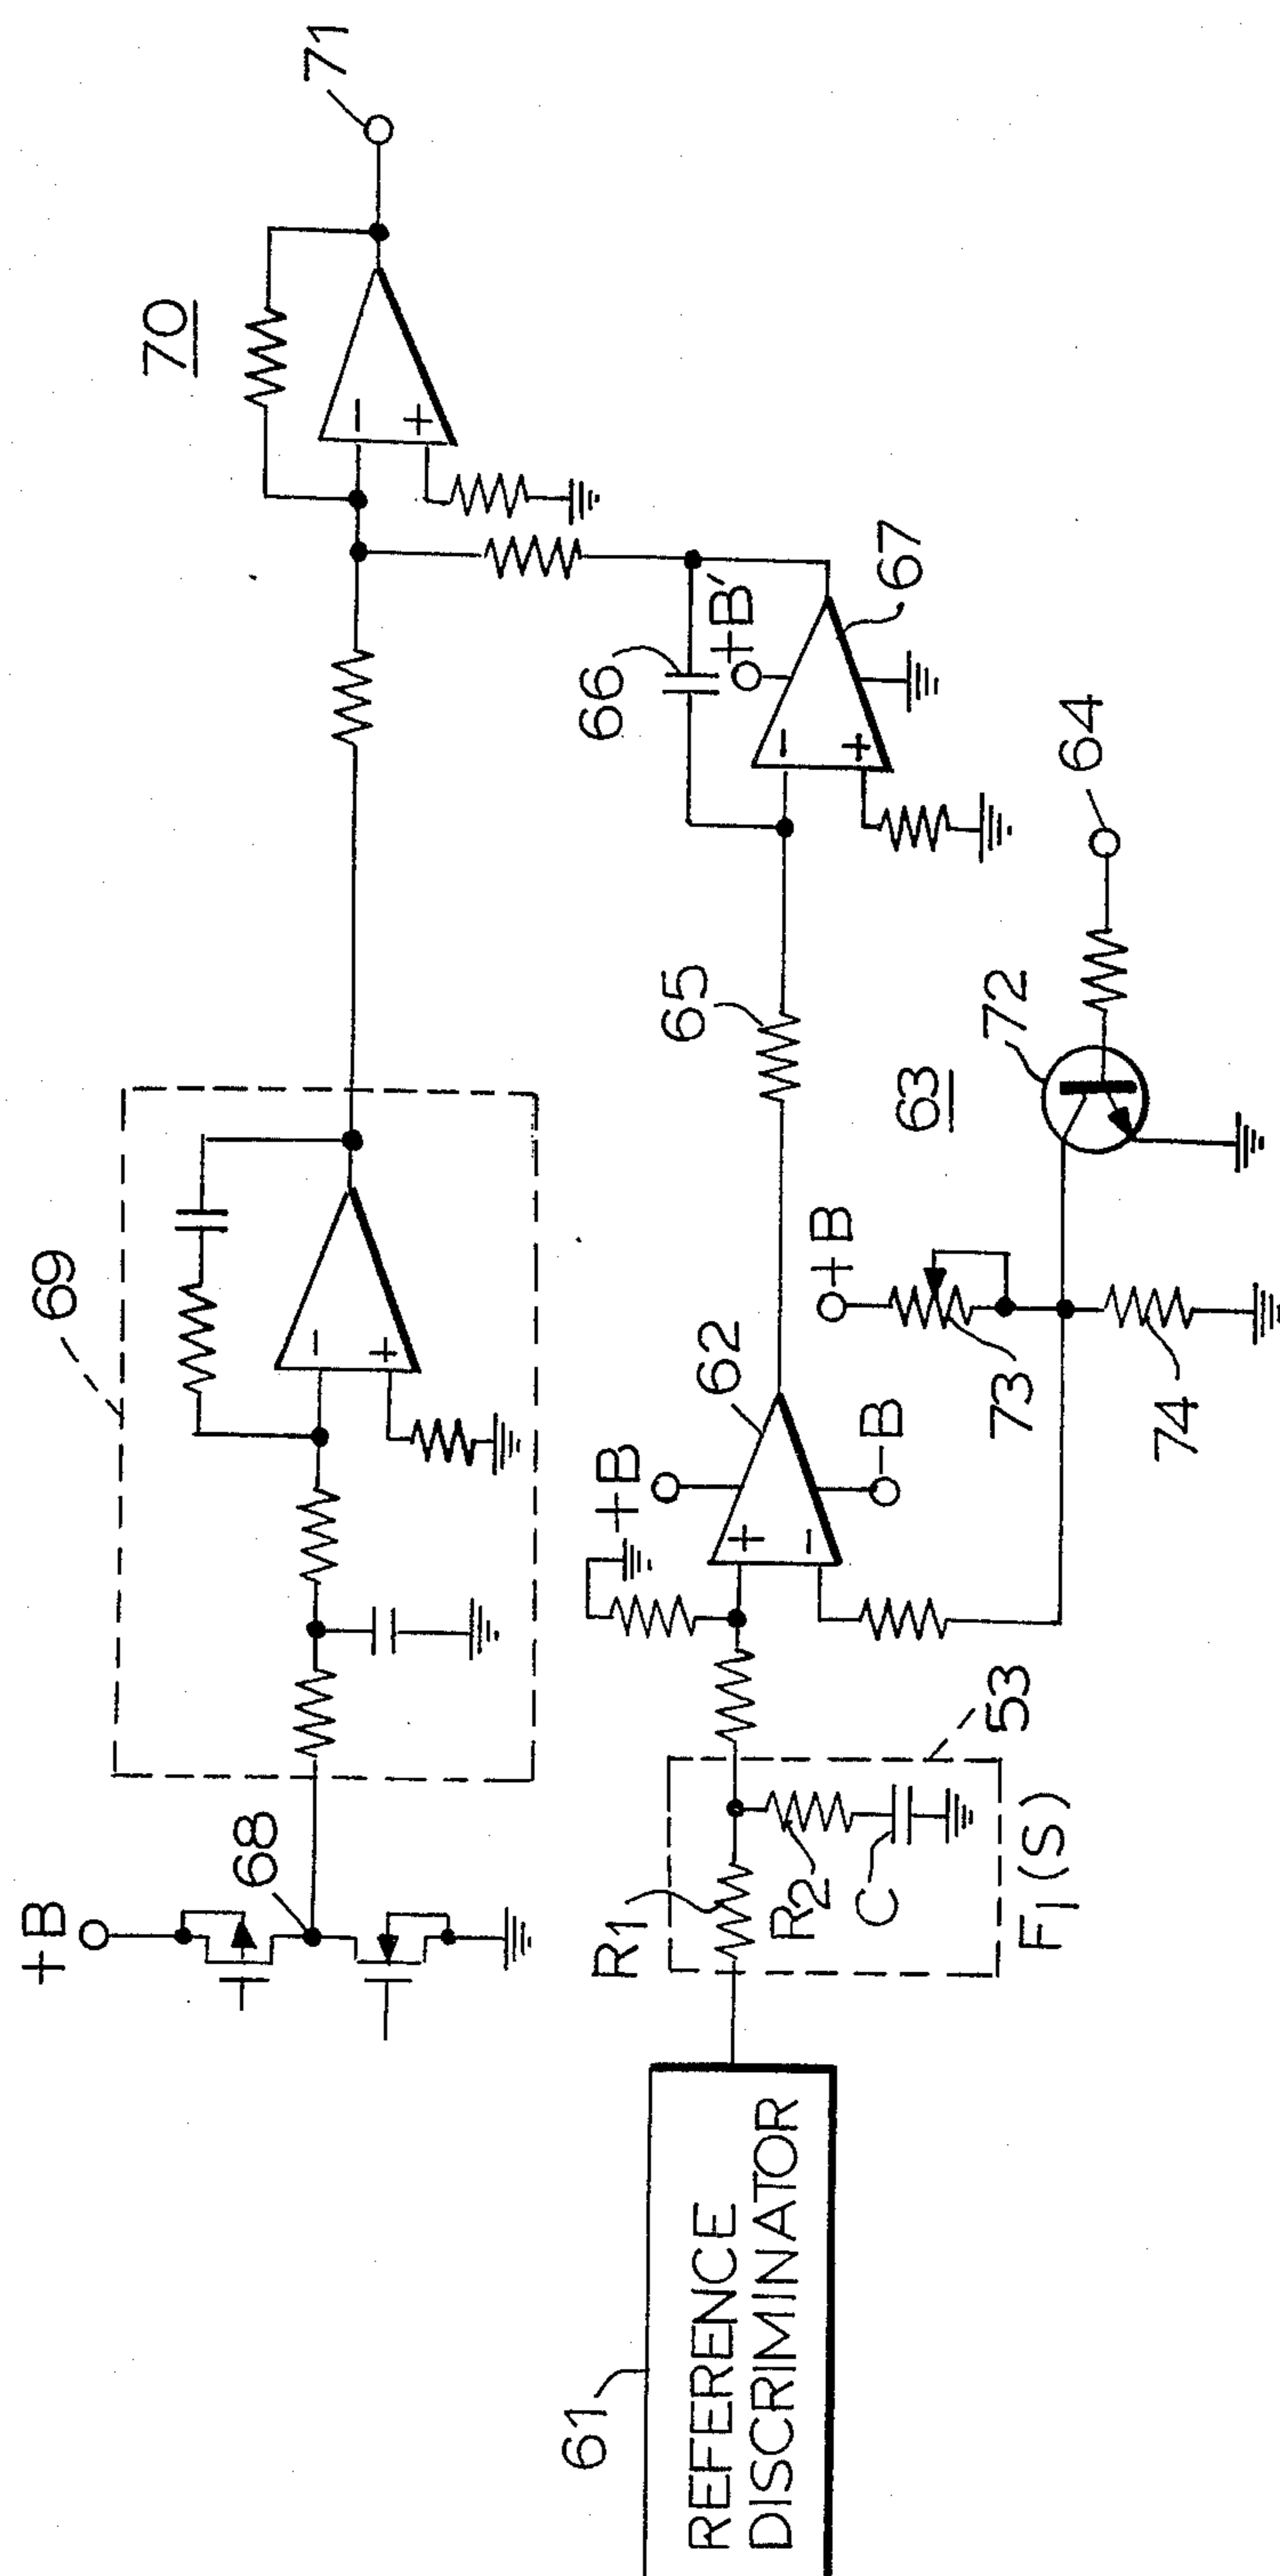 71
70
+B
68
69
66
+B'
67
61
REFERENCE
DISCRIMINATOR
R1
R2
C
F1(S)
53
+B
+B
62
-B
65
+B
73
74
63
72
64